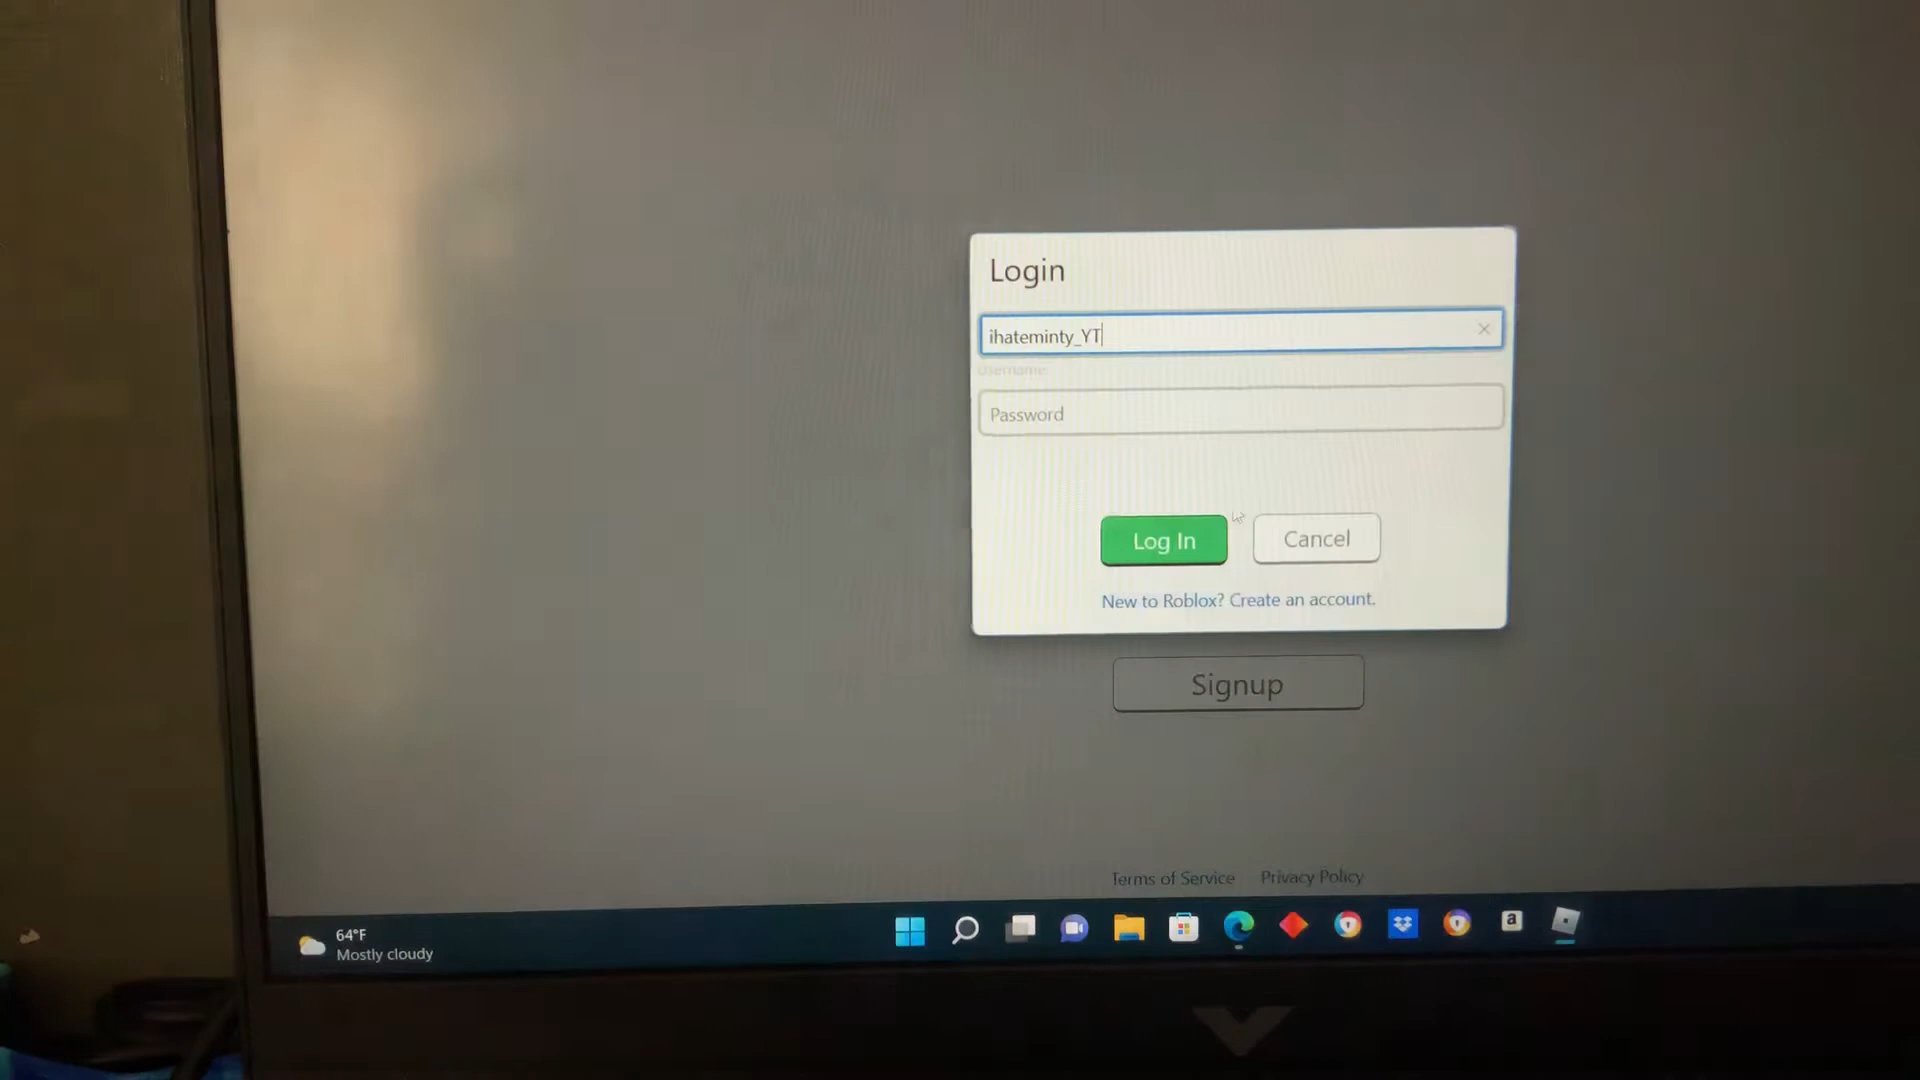 Login
ihateminty_YT
Username
Password
Log In
Cancel
New to Roblox? Create an account.
Signup
Terms of Service
Privacy Policy
64°F
Mostly cloudy
a